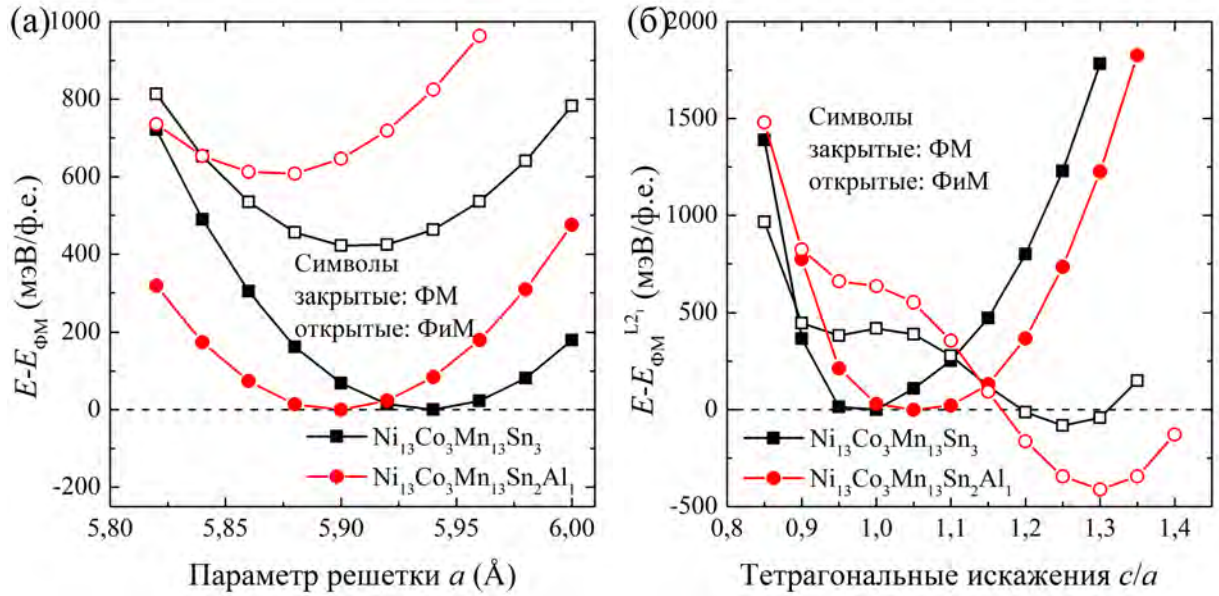 (а)
1000
800
600
400
200
0
-200
E-E_ФМ (мэВ/ф.е.)
Символы
закрытые: ФМ
открытые: ФиМ
Ni₁₃Co₃Mn₁₃Sn₃
Ni₁₃Co₃Mn₁₃Sn₂Al₁
5,80 5,85 5,90 5,95 6,00
Параметр решетки a (Å)
(б)
2000
1500
1000
500
0
-500
E-E_ФМ^L2₁ (мэВ/ф.е.)
Символы
закрытые: ФМ
открытые: ФиМ
Ni₁₃Co₃Mn₁₃Sn₃
Ni₁₃Co₃Mn₁₃Sn₂Al₁
0,8 0,9 1,0 1,1 1,2 1,3 1,4
Тетрагональные искажения c/a